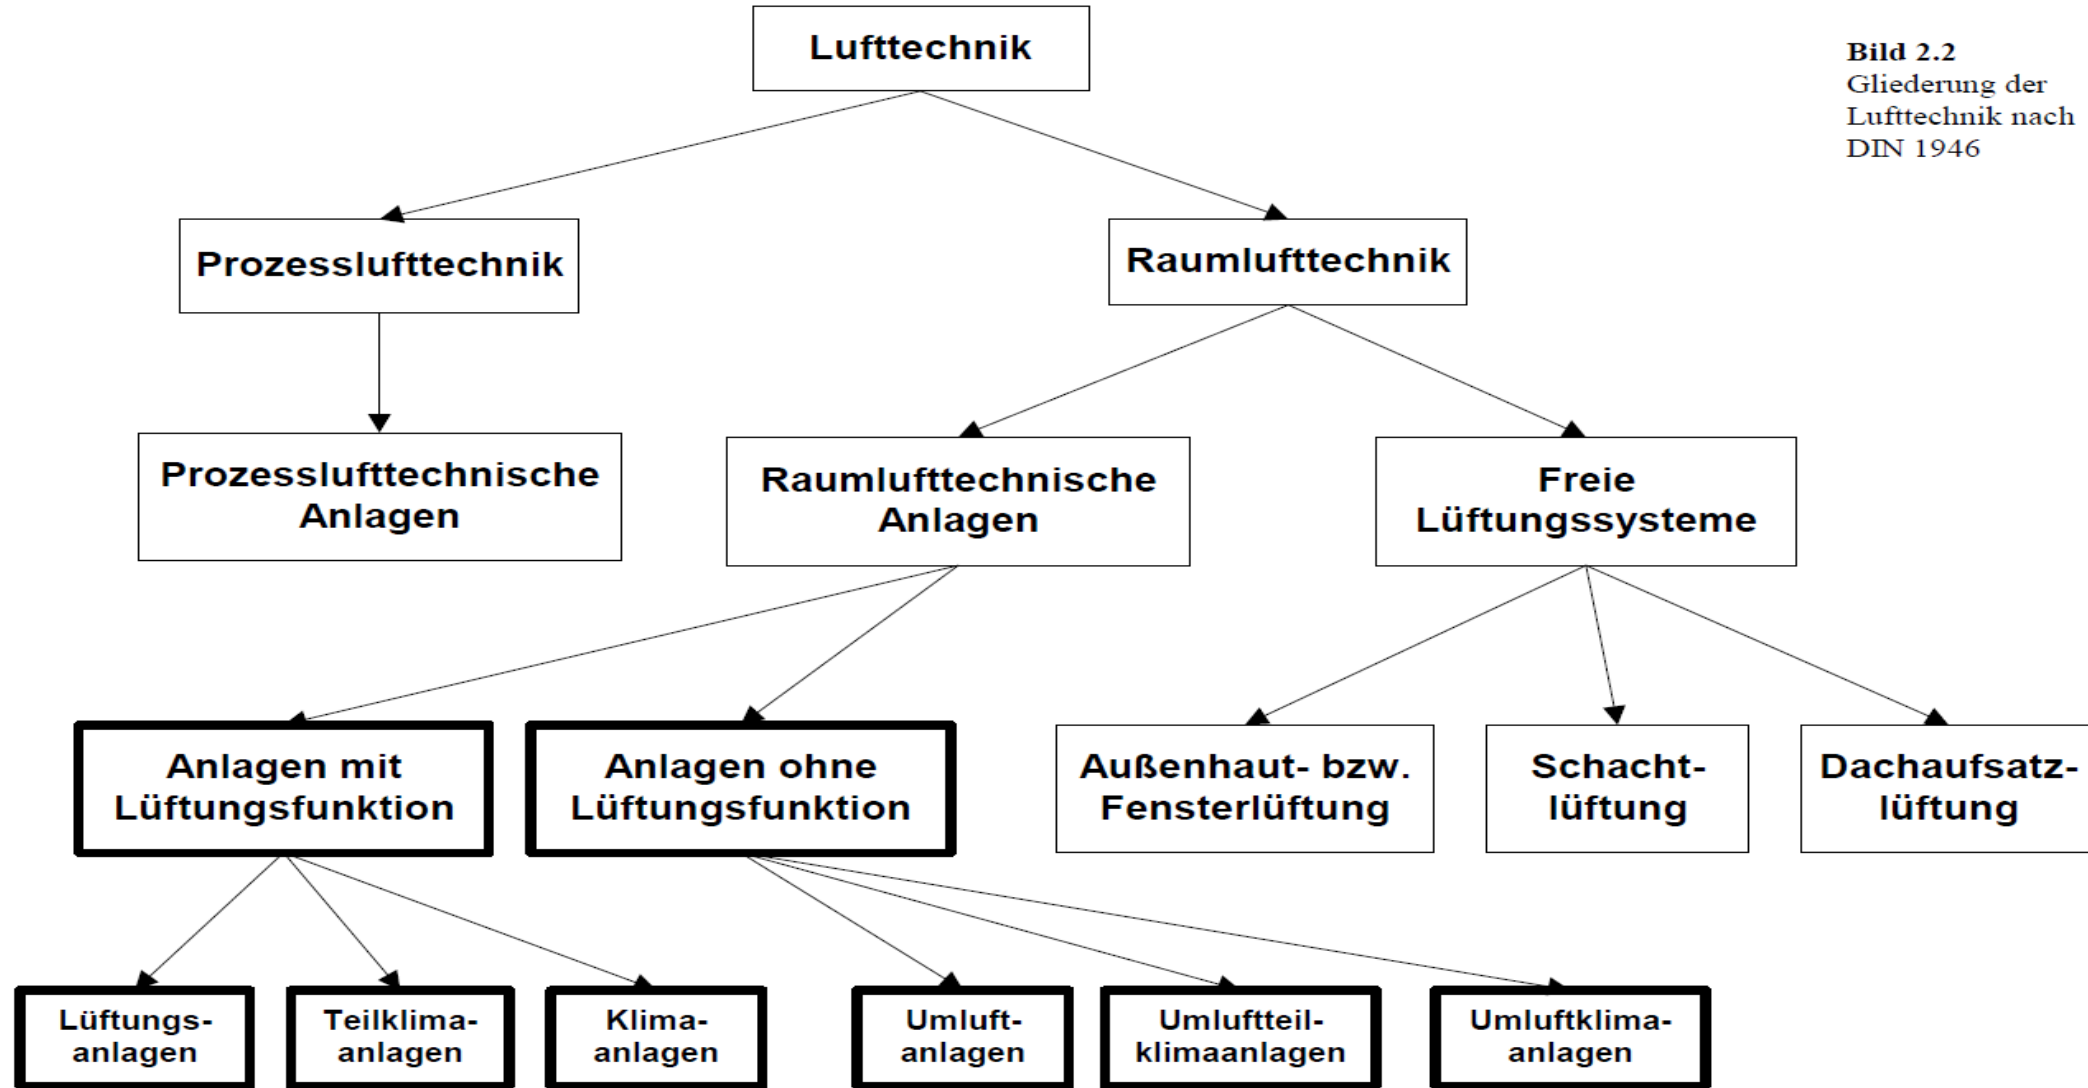 Lufttechnik
Bild 2.2
Gliederung der
Lufttechnik nach
DIN 1946
Prozesslufttechnik
Raumlufttechnik
Prozesslufttechnische
Anlagen
Raumlufttechnische
Anlagen
Freie
Lüftungssysteme
Anlagen mit
Lüftungsfunktion
Anlagen ohne
Lüftungsfunktion
Außenhaut- bzw.
Fensterlüftung
Schacht-
lüftung
Dachaufsatz-
lüftung
Lüftungs-
anlagen
Teilklima-
anlagen
Klima-
anlagen
Umluft-
anlagen
Umluftteil-
klimaanlagen
Umluftklima-
anlagen